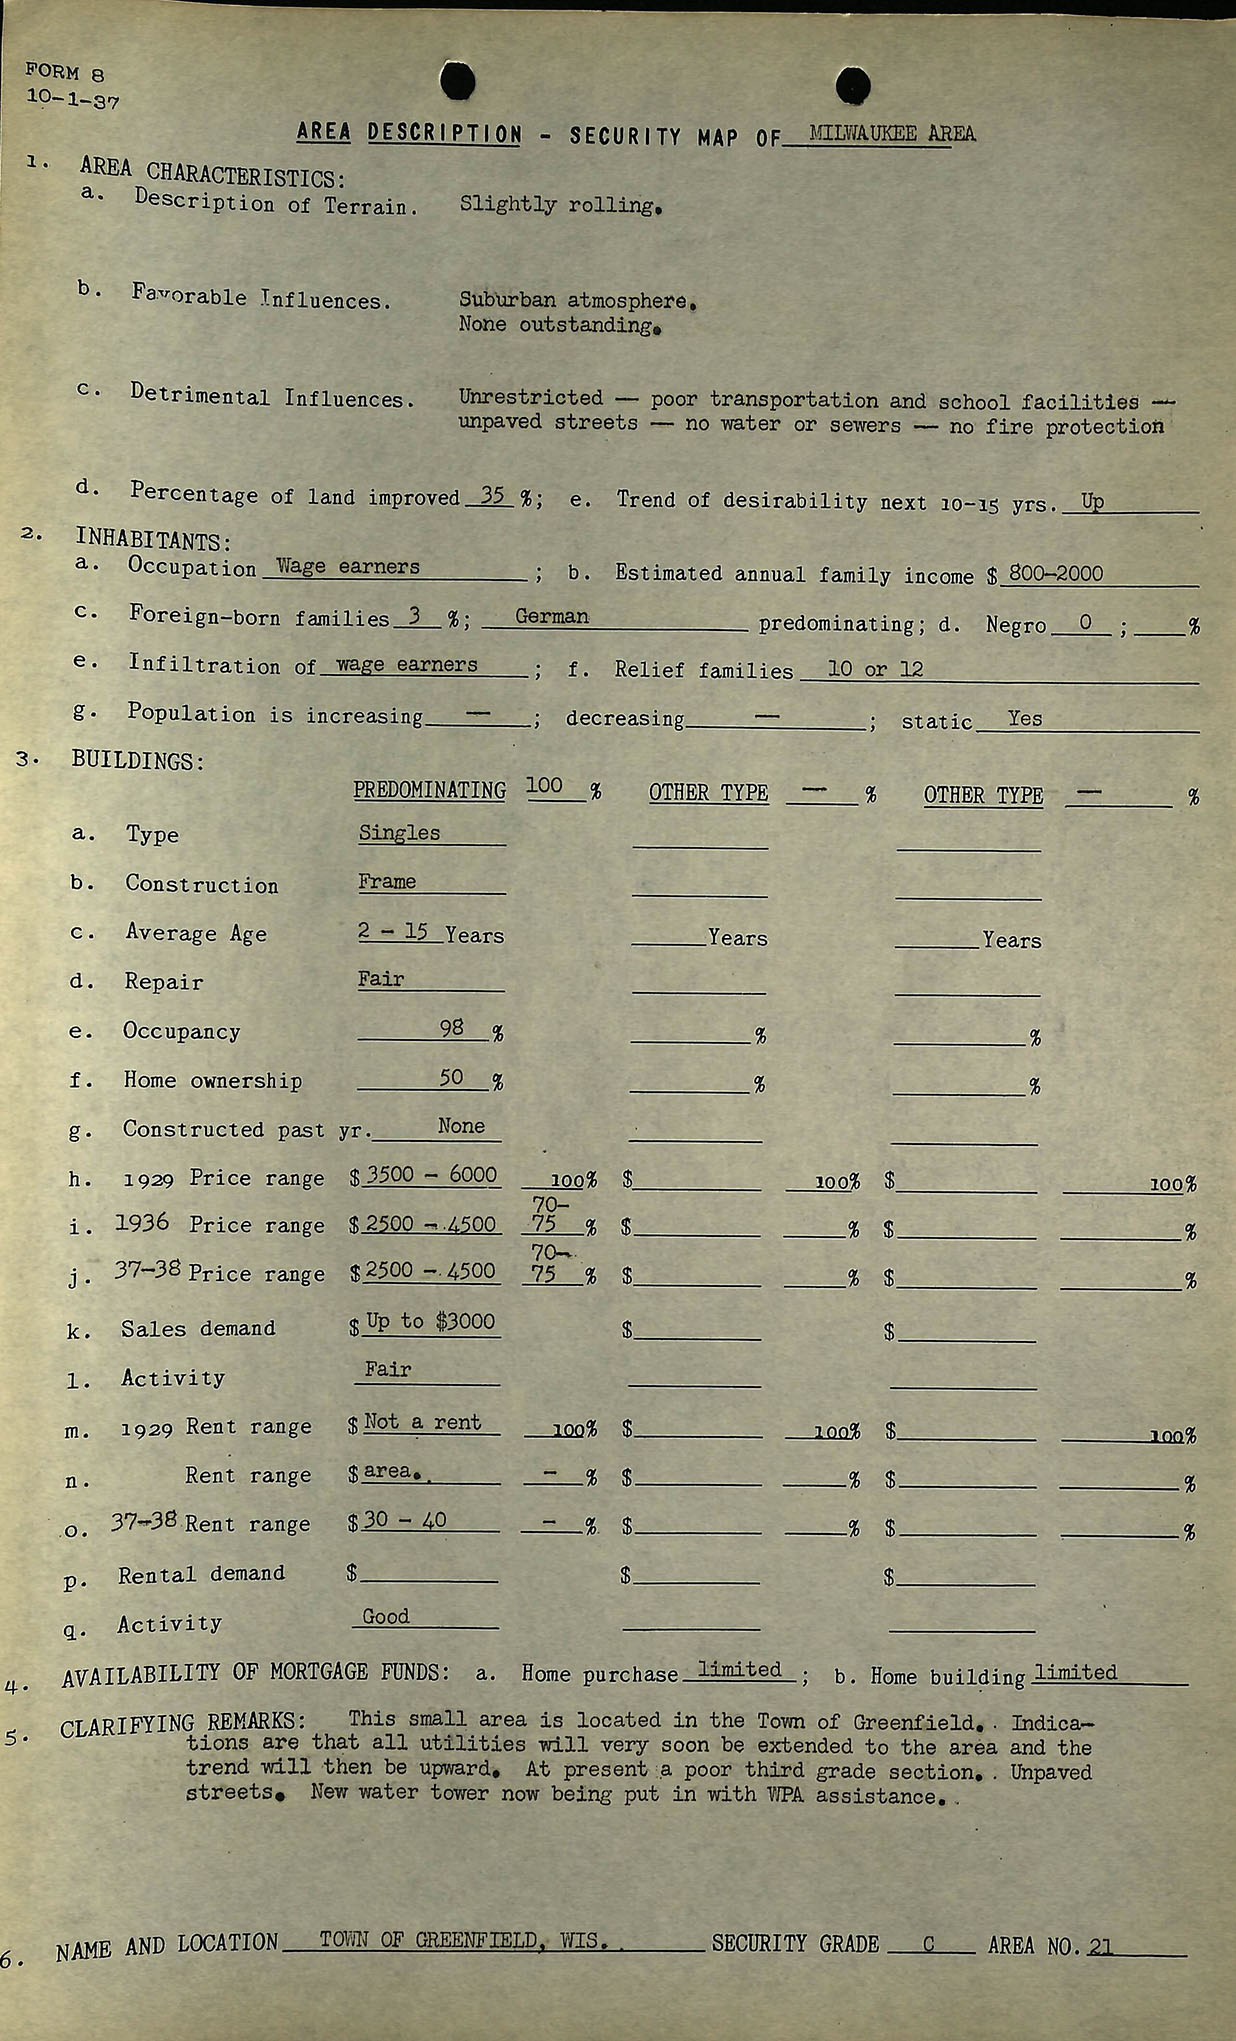 FORM 8
10-1-37
AREA DESCRIPTION - SECURITY MAP OF MILWAUKEE AREA
1. AREA CHARACTERISTICS:
a. Description of Terrain. Slightly rolling.
b. Favorable Influences. Suburban atmosphere.
None outstanding.
c. Detrimental Influences. Unrestricted — poor transportation and school facilities —
unpaved streets — no water or sewers — no fire protection
d. Percentage of land improved 35 %; e. Trend of desirability next 10-15 yrs. Up
2. INHABITANTS:
a. Occupation Wage earners ; b. Estimated annual family income $ 800-2000
c. Foreign-born families 3 %; German predominating; d. Negro 0 ; %
e. Infiltration of wage earners ; f. Relief families 10 or 12
g. Population is increasing — ; decreasing — ; static Yes
3. BUILDINGS:
PREDOMINATING 100 % OTHER TYPE — % OTHER TYPE — %
a. Type Singles
b. Construction Frame
c. Average Age 2 - 15 Years Years Years
d. Repair Fair
e. Occupancy 98 % % %
f. Home ownership 50 % % %
g. Constructed past yr. None
h. 1929 Price range $ 3500 - 6000 100% $ 100% $ 100%
70-
i. 1936 Price range $ 2500 - 4500 75 % $ % $ %
70-
j. 37-38 Price range $ 2500 - 4500 75 % $ % $ %
k. Sales demand $ Up to $3000 $ $
l. Activity Fair
m. 1929 Rent range $ Not a rent 100% $ 100% $ 100%
n. Rent range $ area. - % $ % $ %
o. 37-38 Rent range $ 30 - 40 - % $ % $ %
p. Rental demand $ $ $
q. Activity Good
4. AVAILABILITY OF MORTGAGE FUNDS: a. Home purchase limited ; b. Home building limited
5. CLARIFYING REMARKS: This small area is located in the Town of Greenfield. Indica-
tions are that all utilities will very soon be extended to the area and the
trend will then be upward. At present a poor third grade section. Unpaved
streets. New water tower now being put in with WPA assistance.
6. NAME AND LOCATION TOWN OF GREENFIELD, WIS. SECURITY GRADE C AREA NO. 21